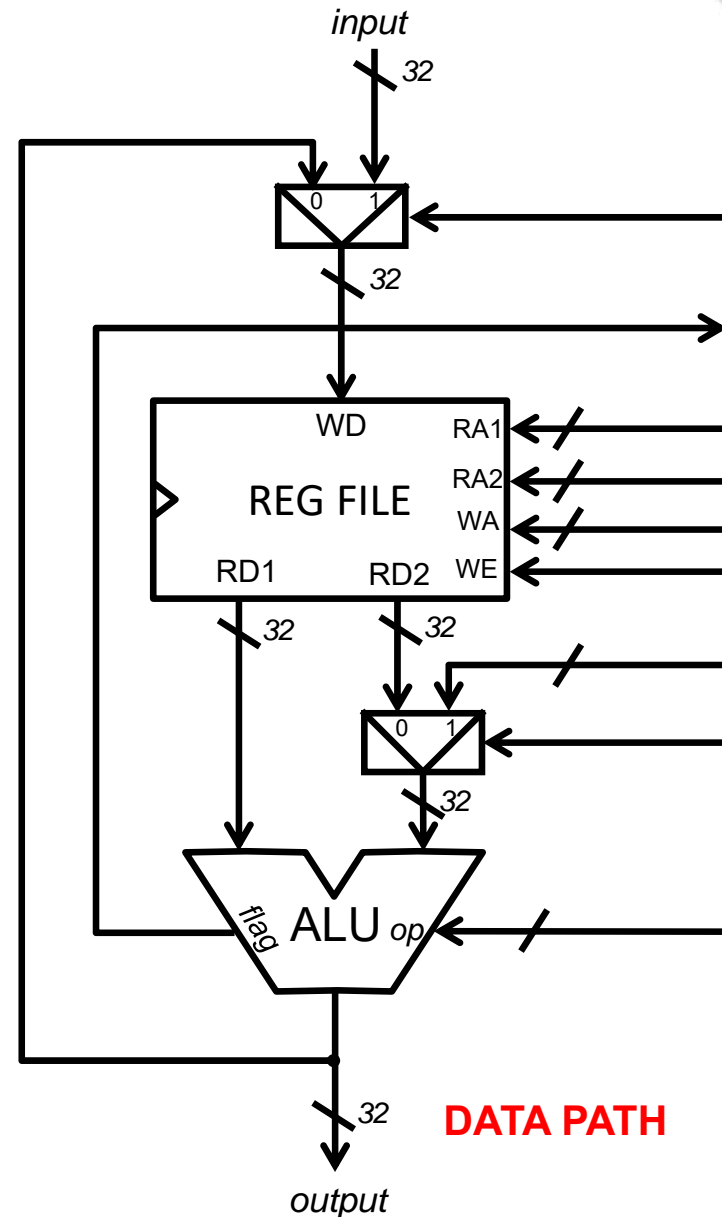 input
32
0 1
32
WD
RA1
RA2
REG FILE
WA
RD1 RD2 WE
32 32
0 1
32
flag ALU op
32
DATA PATH
output